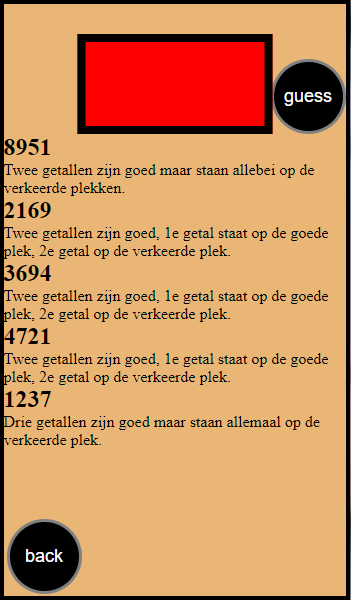 guess
8951
Twee getallen zijn goed maar staan allebei op de
verkeerde plekken.
2169
Twee getallen zijn goed, 1e getal staat op de goede
plek, 2e getal op de verkeerde plek.
3694
Twee getallen zijn goed, 1e getal staat op de goede
plek, 2e getal op de verkeerde plek.
4721
Twee getallen zijn goed, 1e getal staat op de goede
plek, 2e getal op de verkeerde plek.
1237
Drie getallen zijn goed maar staan allemaal op de
verkeerde plek.
back